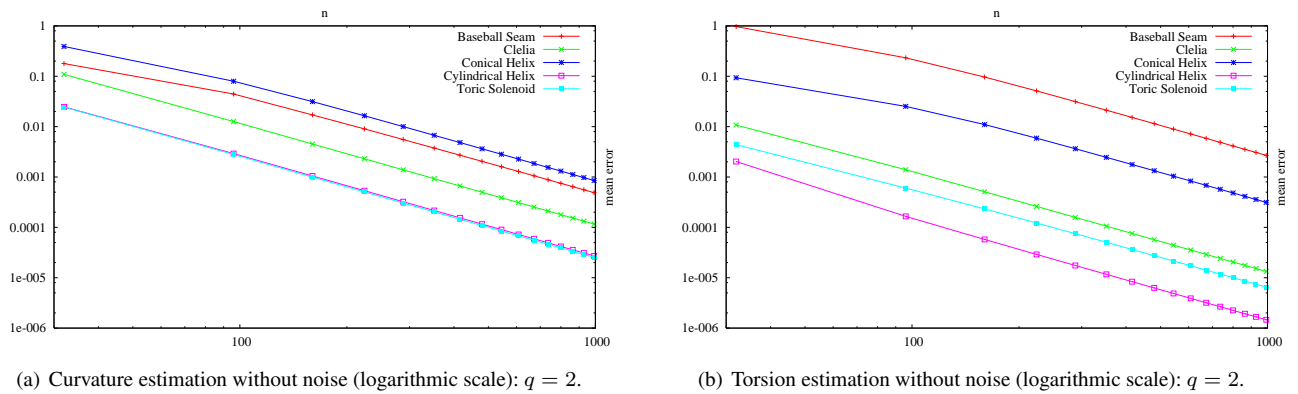 n
1
0.1
0.01
0.001
0.0001
1e-005
1e-006
100
1000
mean error
Baseball Seam
Clelia
Conical Helix
Cylindrical Helix
Toric Solenoid
(a) Curvature estimation without noise (logarithmic scale): q = 2.
n
1
0.1
0.01
0.001
0.0001
1e-005
1e-006
100
1000
mean error
Baseball Seam
Clelia
Conical Helix
Cylindrical Helix
Toric Solenoid
(b) Torsion estimation without noise (logarithmic scale): q = 2.